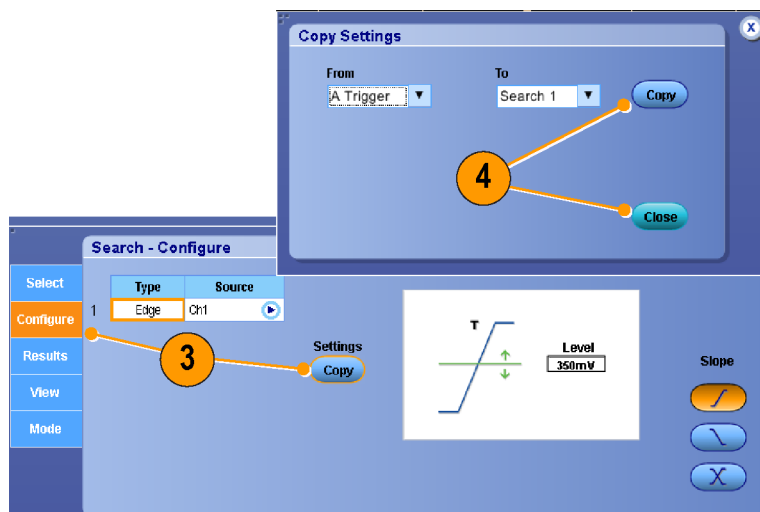 Copy Settings
X
From
To
A Trigger
Search 1
Copy
4
Close
Search - Configure
Select
Configure
Results
View
Mode
Type
Source
1
Edge
Ch1
3
Settings
Copy
T
Level
350mV
Slope